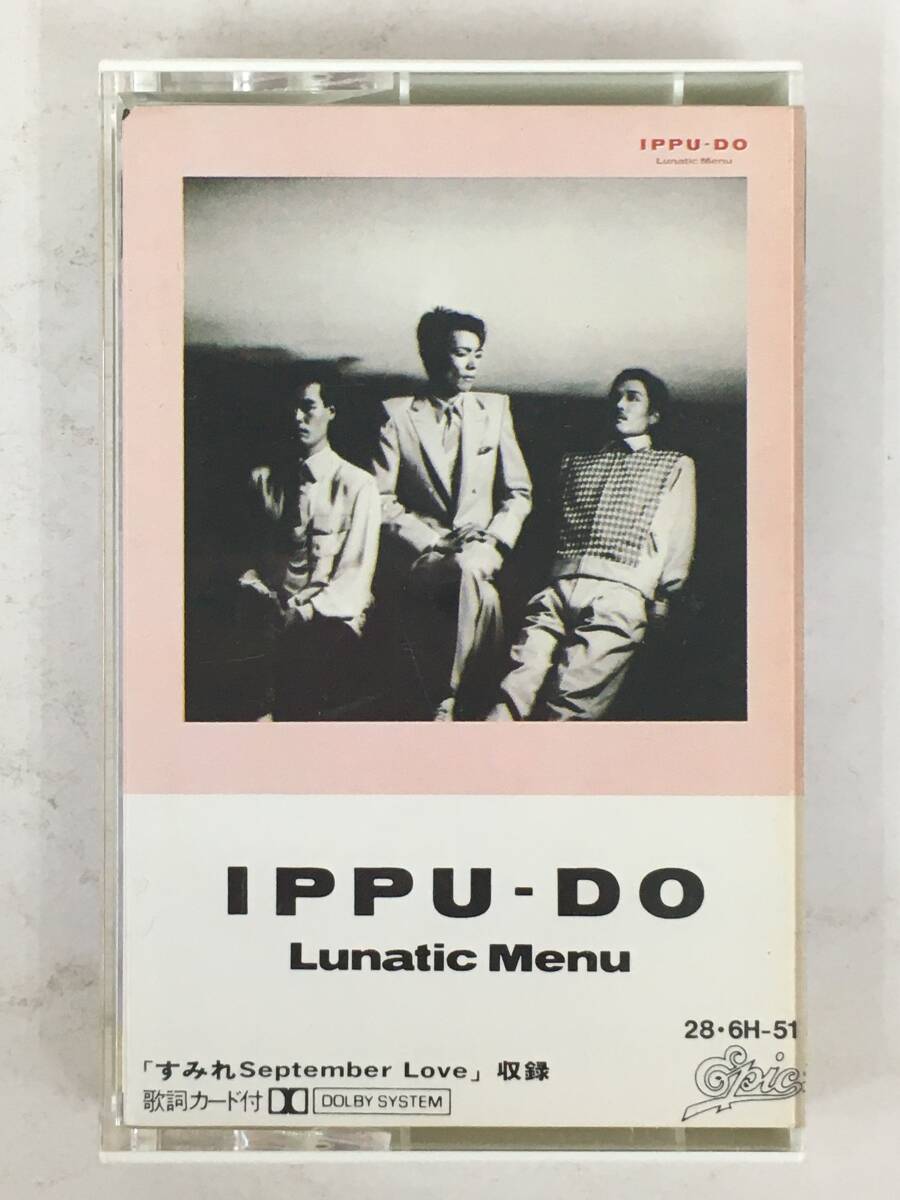 IPPU-DO
Lunatic Menu
IPPU-DO
Lunatic Menu
28・6H-51
「すみれSeptember Love」収録
Epic
歌詞カード付 DOLBY SYSTEM